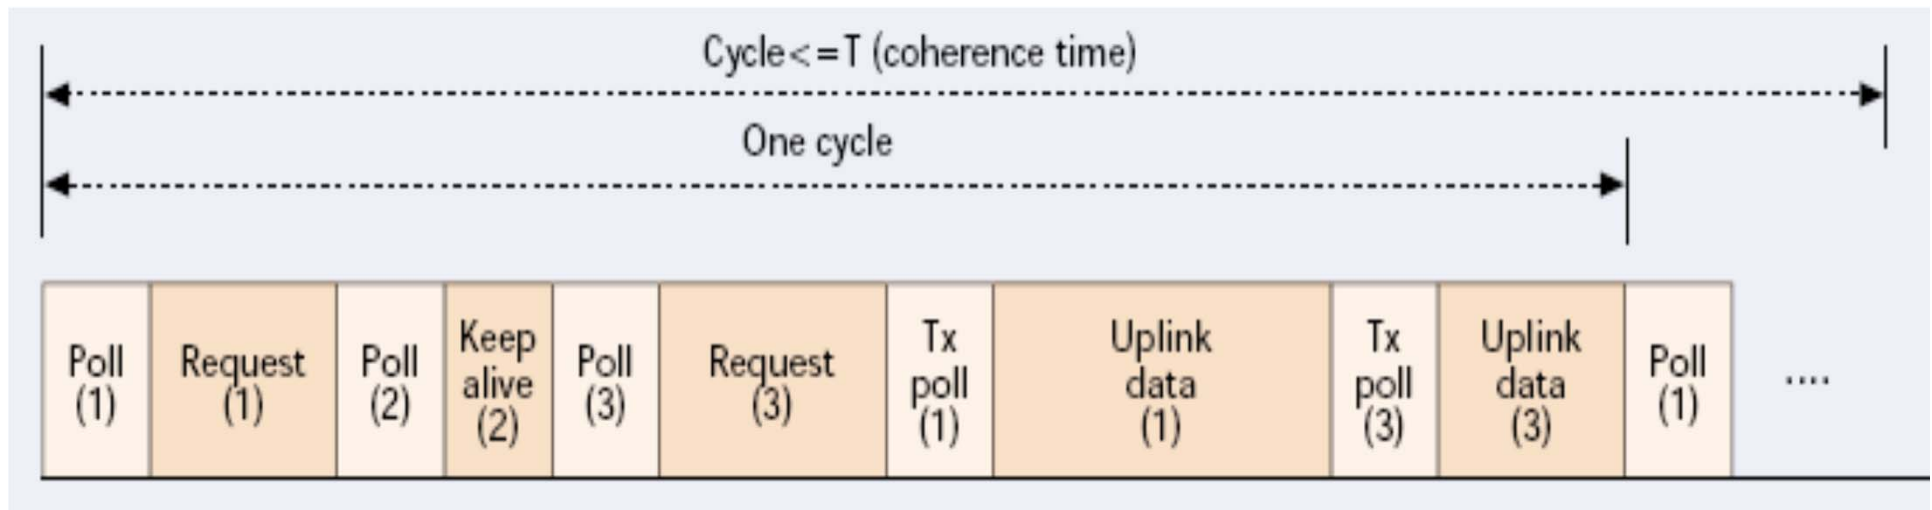 Cycle<=T (coherence time)
One cycle
Poll
(1)
Request
(1)
Poll
(2)
Keep
alive
(2)
Poll
(3)
Request
(3)
Tx
poll
(1)
Uplink
data
(1)
Tx
poll
(3)
Uplink
data
(3)
Poll
(1)
....